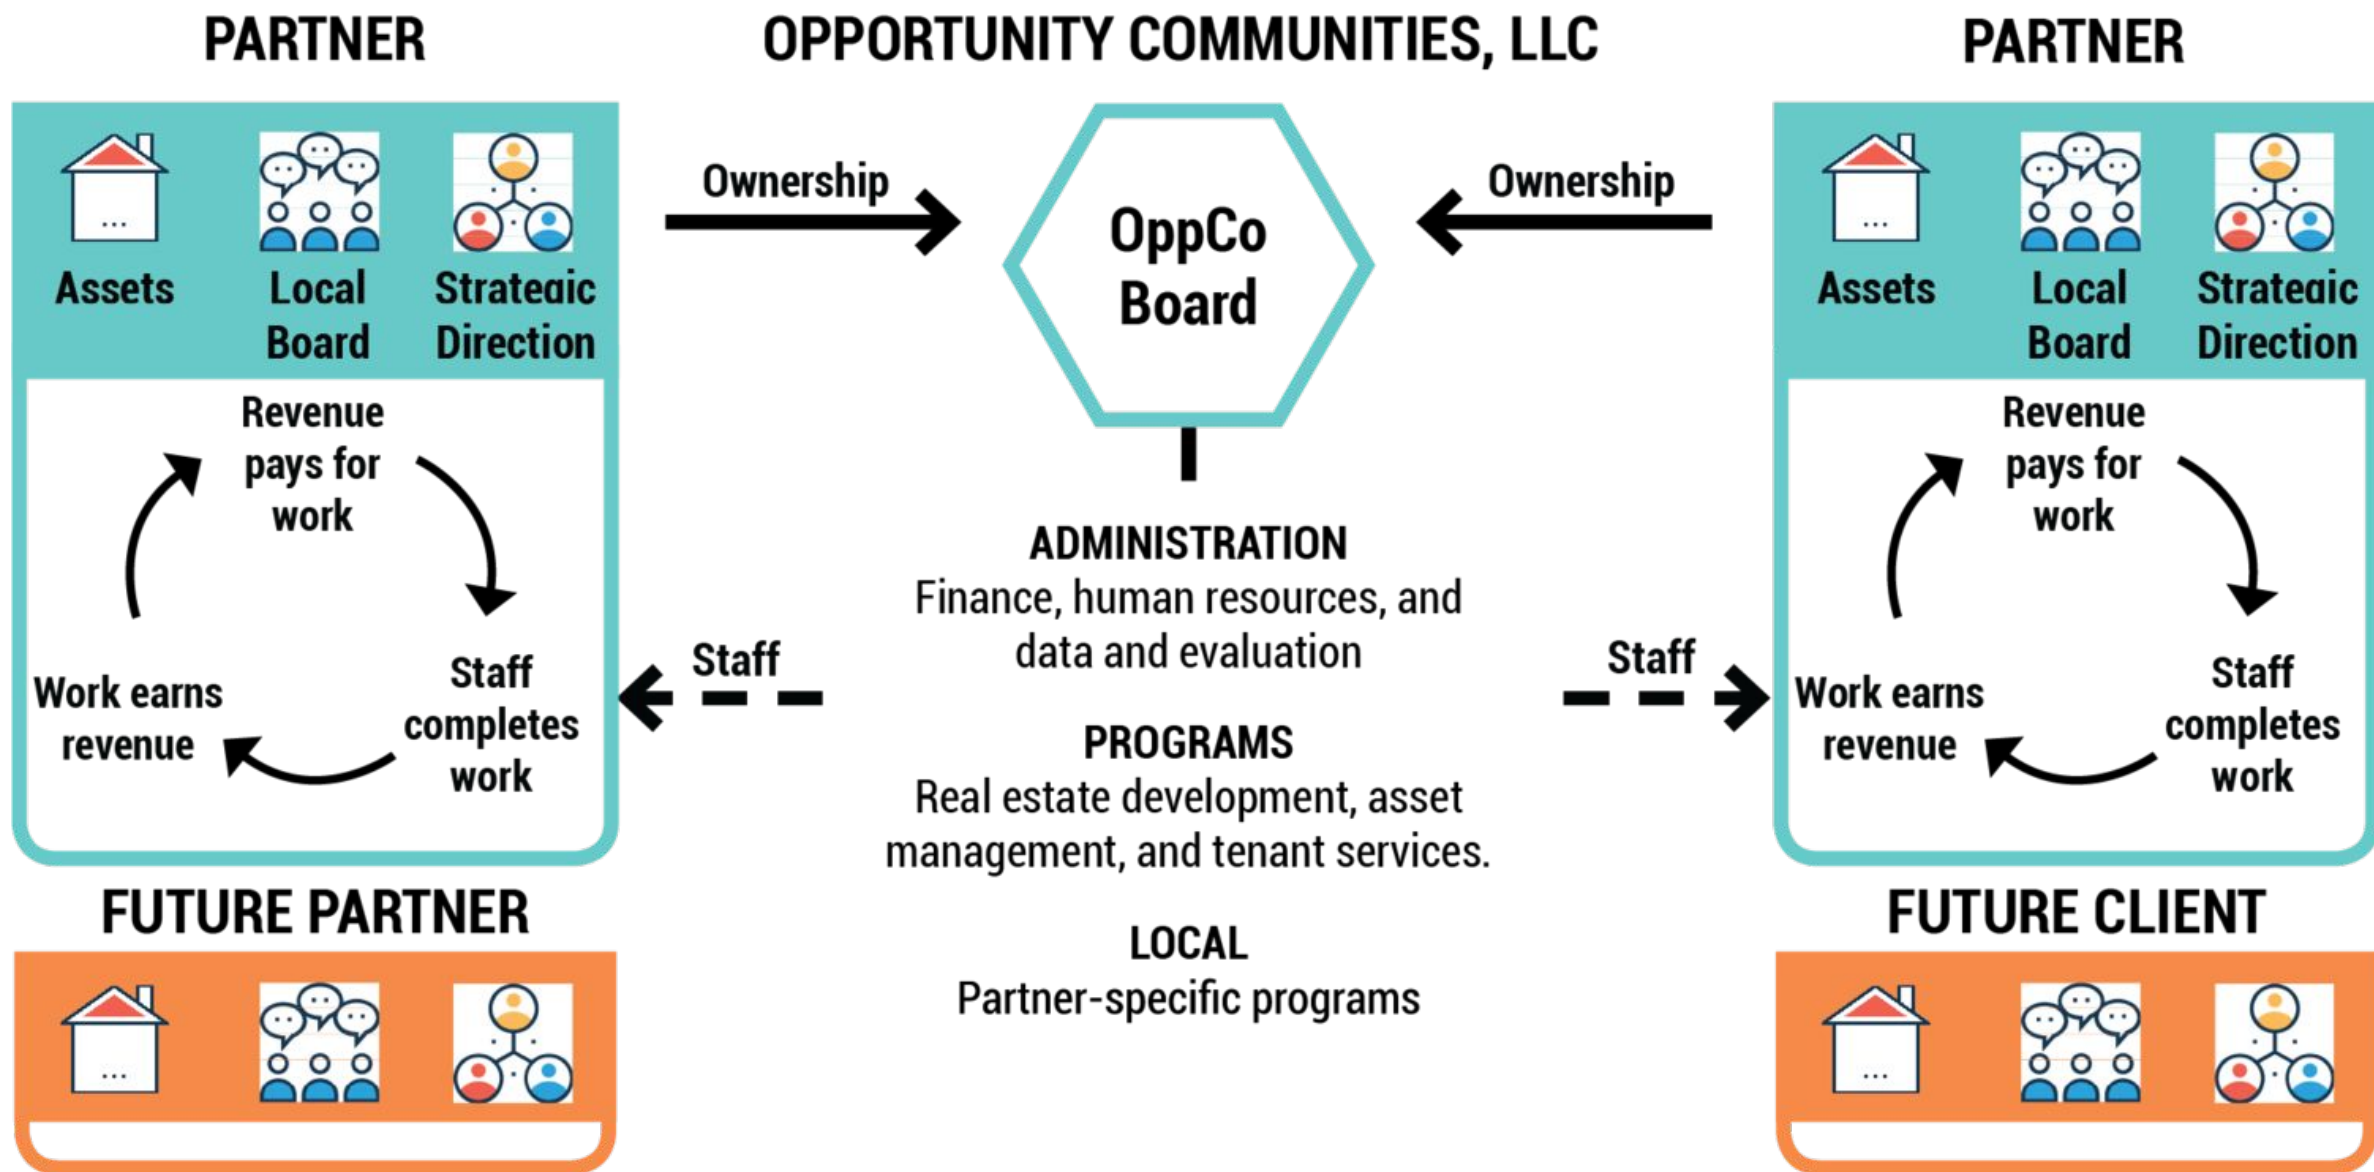 PARTNER
Assets
Local
Board
Strategic
Direction
Revenue
pays for
work
Staff
completes
work
Work earns
revenue
FUTURE PARTNER
OPPORTUNITY COMMUNITIES, LLC
Ownership
OppCo
Board
Ownership
ADMINISTRATION
Finance, human resources, and
data and evaluation
Staff
Staff
PROGRAMS
Real estate development, asset
management, and tenant services.
LOCAL
Partner-specific programs
PARTNER
Assets
Local
Board
Strategic
Direction
Revenue
pays for
work
Staff
completes
work
Work earns
revenue
FUTURE CLIENT